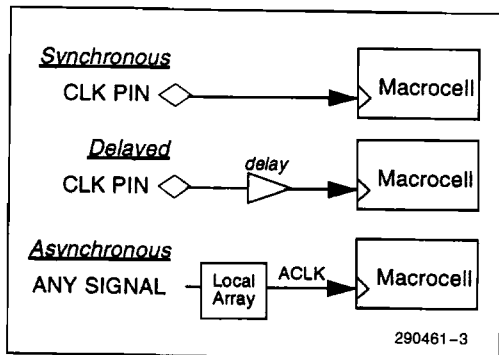 Synchronous
CLK PIN
Macrocell
Delayed
CLK PIN
delay
Macrocell
Asynchronous
ANY SIGNAL
Local
Array
ACLK
Macrocell
290461-3